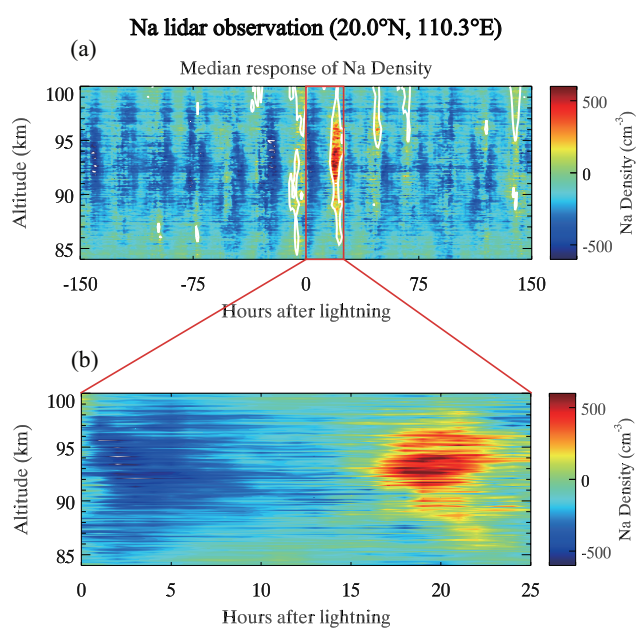 Na lidar observation (20.0°N, 110.3°E)
(a)
Median response of Na Density
100
95
90
85
Altitude (km)
-150 -75 0 75 150
Hours after lightning
500
0
-500
Na Density (cm⁻³)
(b)
100
95
90
85
Altitude (km)
0 5 10 15 20 25
Hours after lightning
500
0
-500
Na Density (cm⁻³)